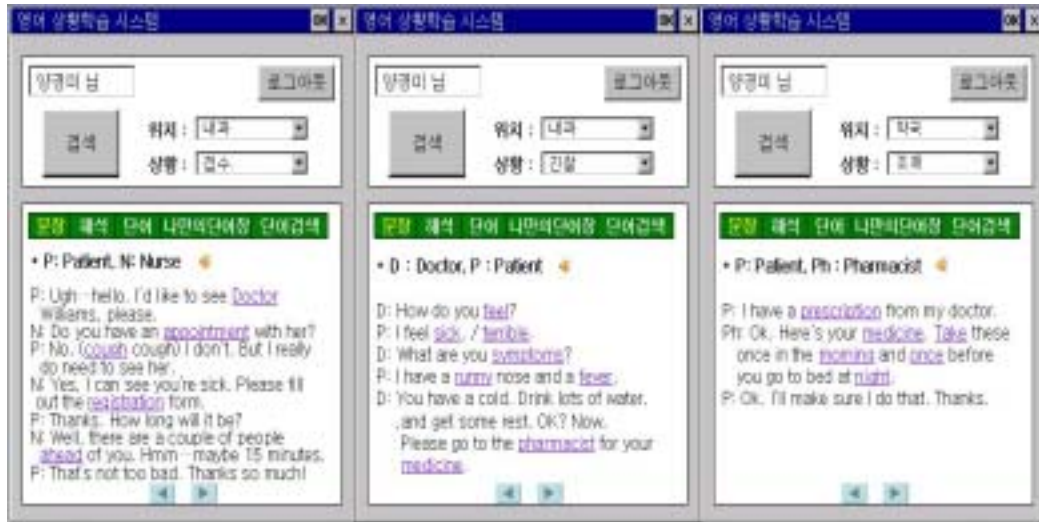 영어 상황학습 시스템 OK ×
양경미 님 로그아웃
검색
위치 : 내과
상황 : 접수
문장 해석 단어 나만의단어장 단어검색
• P: Patient, N: Nurse
P: Ugh…hello. I'd like to see Doctor
Williams, please.
N: Do you have an appointment with her?
P: No. (cough cough) I don't. But I really
do need to see her.
N: Yes, I can see you're sick. Please fill
out the registration form.
P: Thanks. How long will it be?
N: Well, there are a couple of people
ahead of you. Hmm…maybe 15 minutes.
P: That's not too bad. Thanks so much!
영어 상황학습 시스템 OK ×
양경미 님 로그아웃
검색
위치 : 내과
상황 : 진찰
문장 해석 단어 나만의단어장 단어검색
• D : Doctor, P : Patient
D: How do you feel?
P: I feel sick. / terrible.
D: What are you symptoms?
P: I have a runny nose and a fever.
D: You have a cold. Drink lots of water.
,and get some rest. OK? Now.
Please go to the pharmacist for your
medicine.
영어 상황학습 시스템 OK ×
양경미 님 로그아웃
검색
위치 : 약국
상황 : 조제
문장 해석 단어 나만의단어장 단어검색
• P: Patient, Ph : Pharmacist
P: I have a prescription from my doctor.
Ph: Ok. Here's your medicine. Take these
once in the morning and once before
you go to bed at night.
P: Ok. I'll make sure I do that. Thanks.